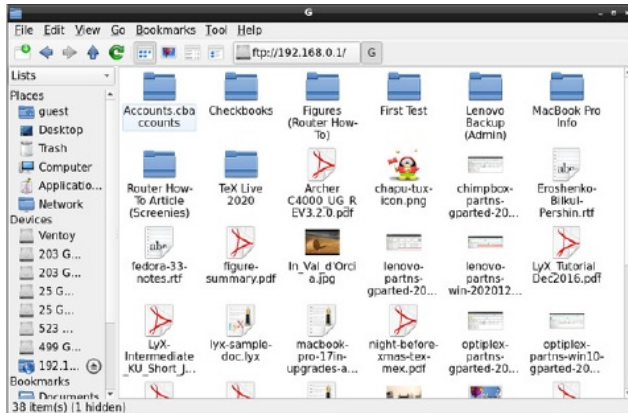 G
File Edit View Go Bookmarks Tool Help
ftp://192.168.0.1/ G
Lists
Places
guest
Desktop
Trash
Computer
Applicatio...
Network
Devices
Ventoy
203 G...
203 G...
25 G...
25 G...
523 ...
499 G...
192.1...
Bookmarks
Documents
Accounts.cba
ccounts
Checkbooks
Figures
(Router How-
To)
First Test
Lenovo
Backup
(Admin)
MacBook Pro
Info
Router How-
To Article
(Screenies)
TeX Live
2020
Archer
C4000_UG_R
EV3.2.0.pdf
chapu-tux-
icon.png
chimpbox-
partns-
gparted-20...
Eroshenko-
Bilkul-
Pershin.rtf
abc
abc
fedora-33-
notes.rtf
figure-
summary.pdf
In_Val_d'Orci
a.jpg
lenovo-
partns-
gparted-20...
lenovo-
partns-
win-202012...
LyX_Tutorial
Dec2016.pdf
LyX-
Intermediate
_KU_Short_J...
lyx-sample-
doc.lyx
macbook-
pro-17in-
upgrades-a...
night-before-
xmas-tex-
mex.pdf
optiplex-
partns-
gparted-20...
optiplex-
partns-win10-
gparted-20...
38 item(s) (1 hidden)